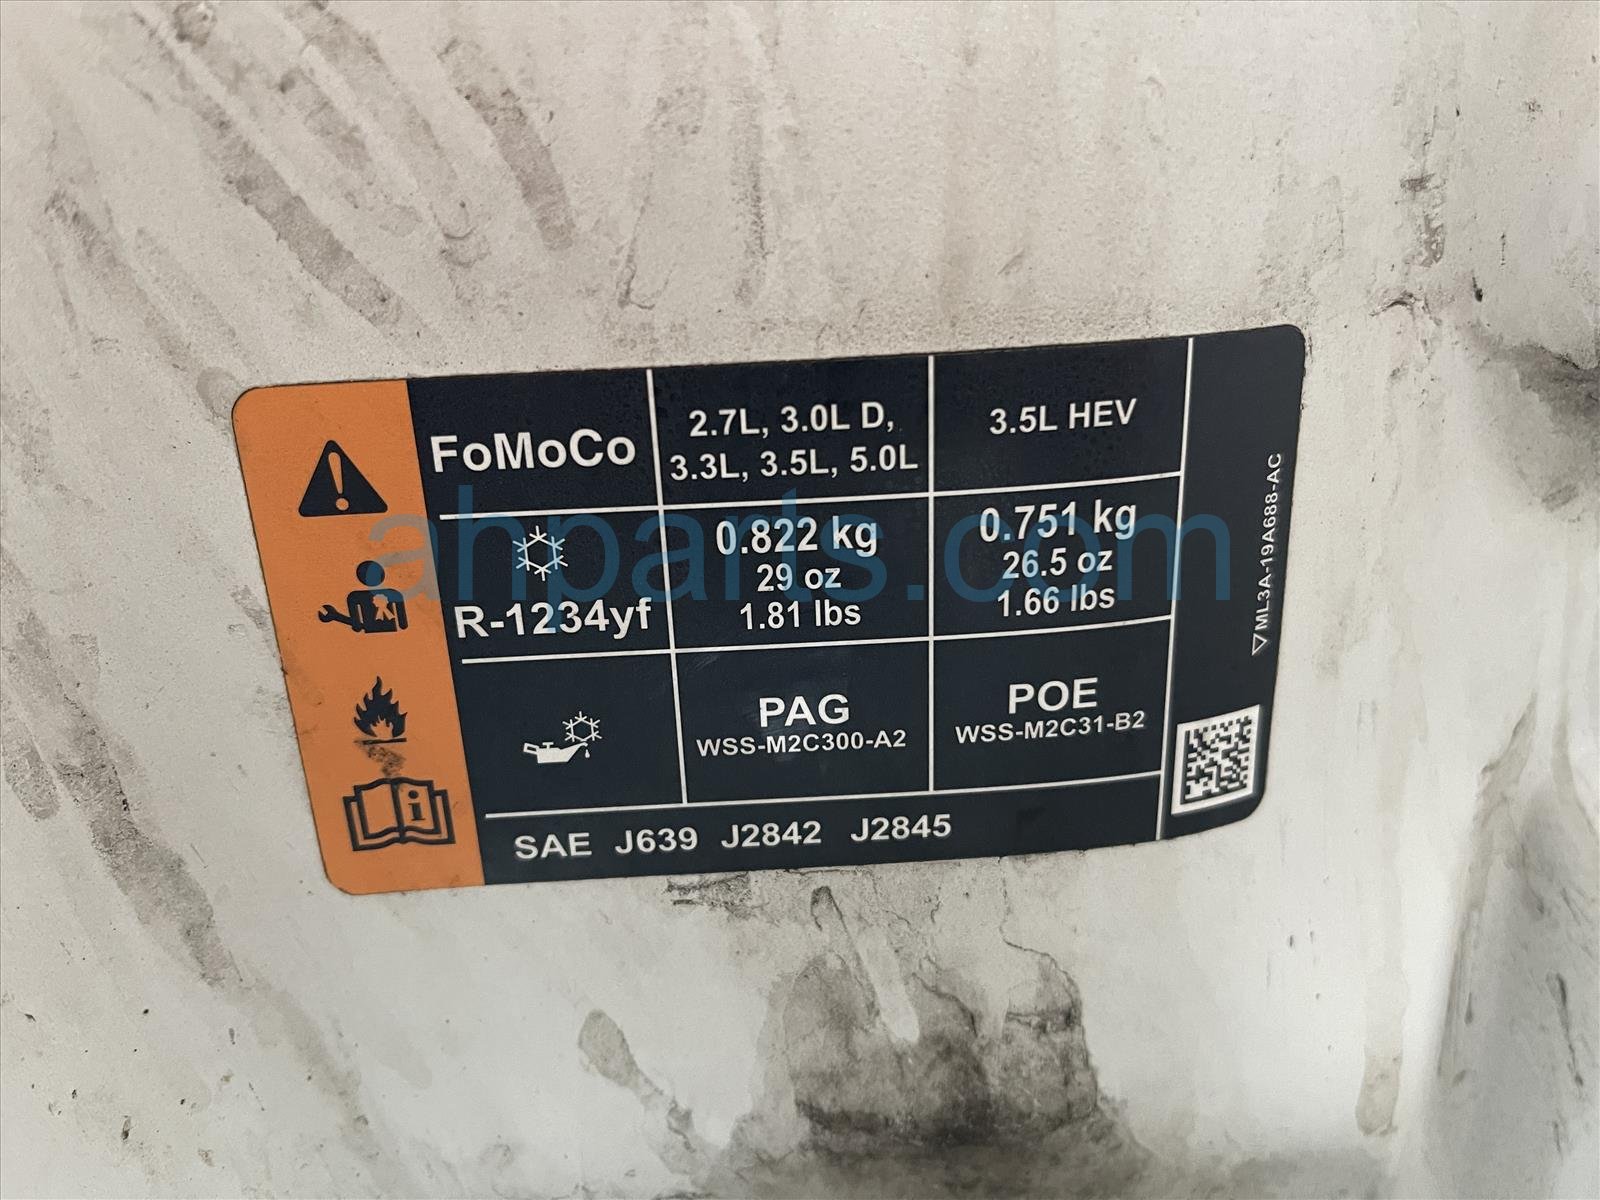 FoMoCo
2.7L, 3.0L D,
3.3L, 3.5L, 5.0L
3.5L HEV
R-1234yf
0.822 kg
29 oz
1.81 lbs
0.751 kg
26.5 oz
1.66 lbs
PAG
WSS-M2C300-A2
POE
WSS-M2C31-B2
SAE J639 J2842 J2845
ML3A-19A688-AC
ahparts.com